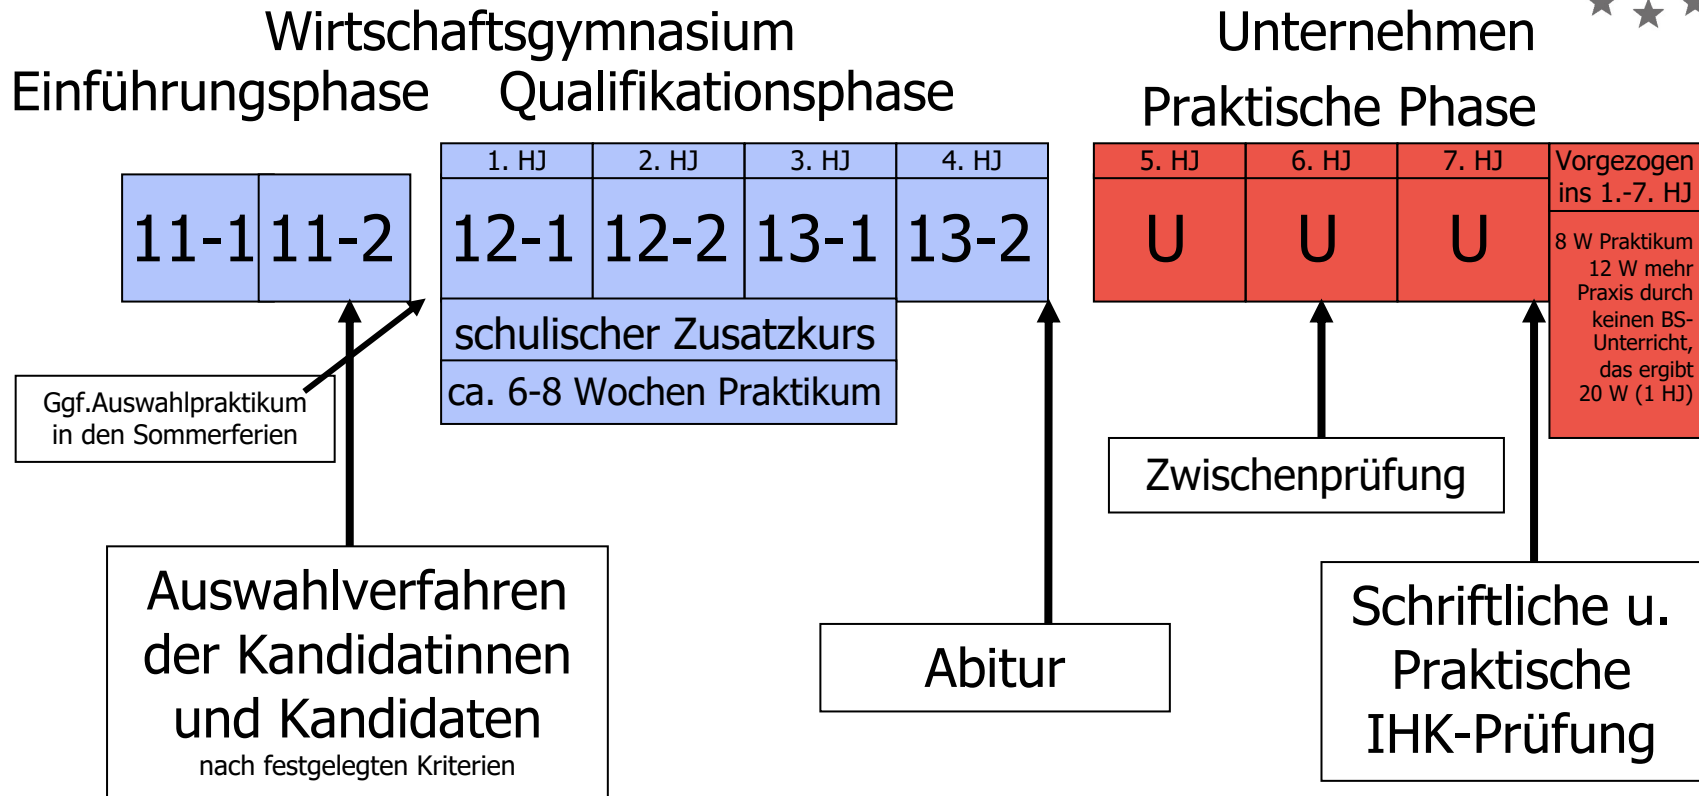 Wirtschaftsgymnasium
Unternehmen
Einführungsphase
Qualifikationsphase
Praktische Phase
1. HJ
2. HJ
3. HJ
4. HJ
5. HJ
6. HJ
7. HJ
Vorgezogen
ins 1.-7. HJ
11-1
11-2
12-1
12-2
13-1
13-2
U
U
U
8 W Praktikum
12 W mehr
Praxis durch
keinen BS-
Unterricht,
das ergibt
20 W (1 HJ)
schulischer Zusatzkurs
ca. 6-8 Wochen Praktikum
Ggf.Auswahlpraktikum
in den Sommerferien
Zwischenprüfung
Auswahlverfahren
der Kandidatinnen
und Kandidaten
nach festgelegten Kriterien
Abitur
Schriftliche u.
Praktische
IHK-Prüfung